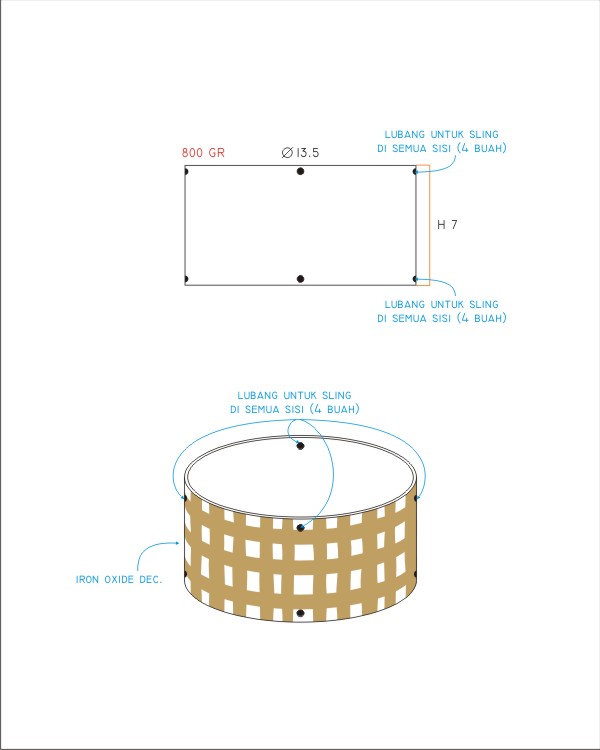 LUBANG UNTUK SLING
DI SEMUA SISI (4 BUAH)
800 GR
Ø 13.5
H 7
LUBANG UNTUK SLING
DI SEMUA SISI (4 BUAH)
LUBANG UNTUK SLING
DI SEMUA SISI (4 BUAH)
IRON OXIDE DEC.